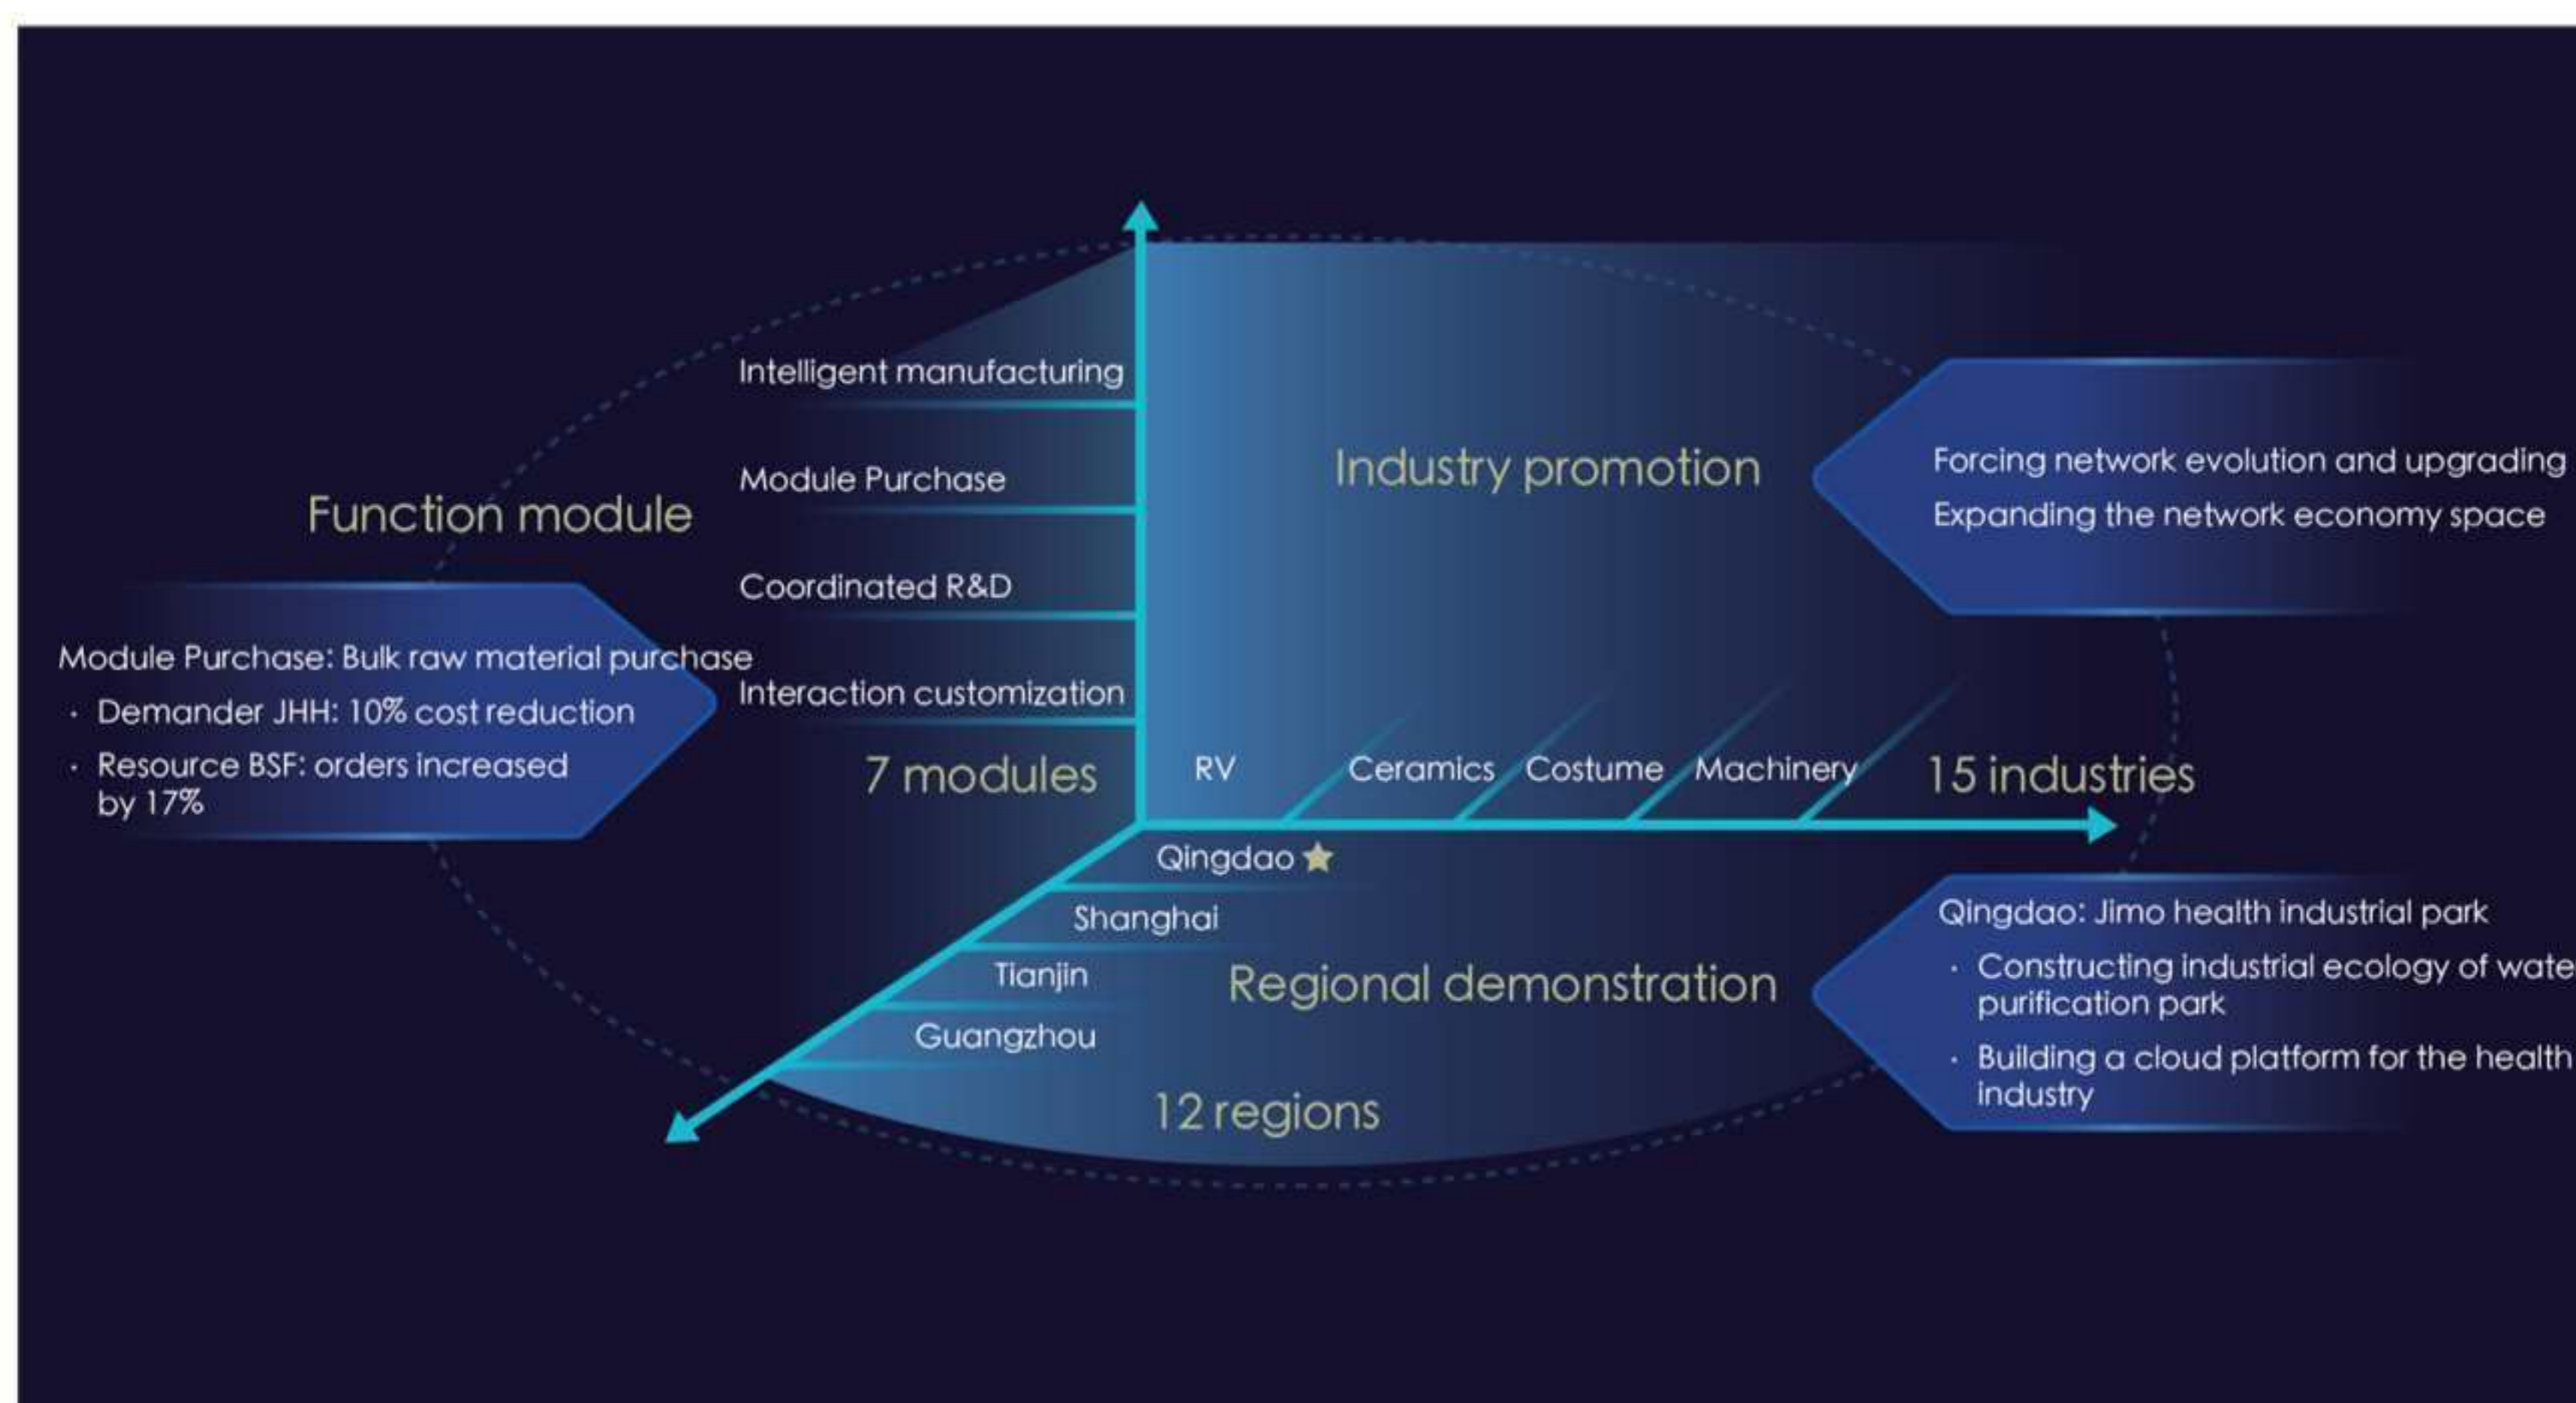 Intelligent manufacturing
Module Purchase
Coordinated R&D
Interaction customization
Function module
Module Purchase: Bulk raw material purchase
· Demander JHH: 10% cost reduction
· Resource BSF: orders increased
by 17%
7 modules
Industry promotion
Forcing network evolution and upgrading
Expanding the network economy space
RV
Ceramics
Costume
Machinery
15 industries
Qingdao
Shanghai
Tianjin
Guangzhou
Regional demonstration
12 regions
Qingdao: Jimo health industrial park
· Constructing industrial ecology of wate
purification park
· Building a cloud platform for the health
industry